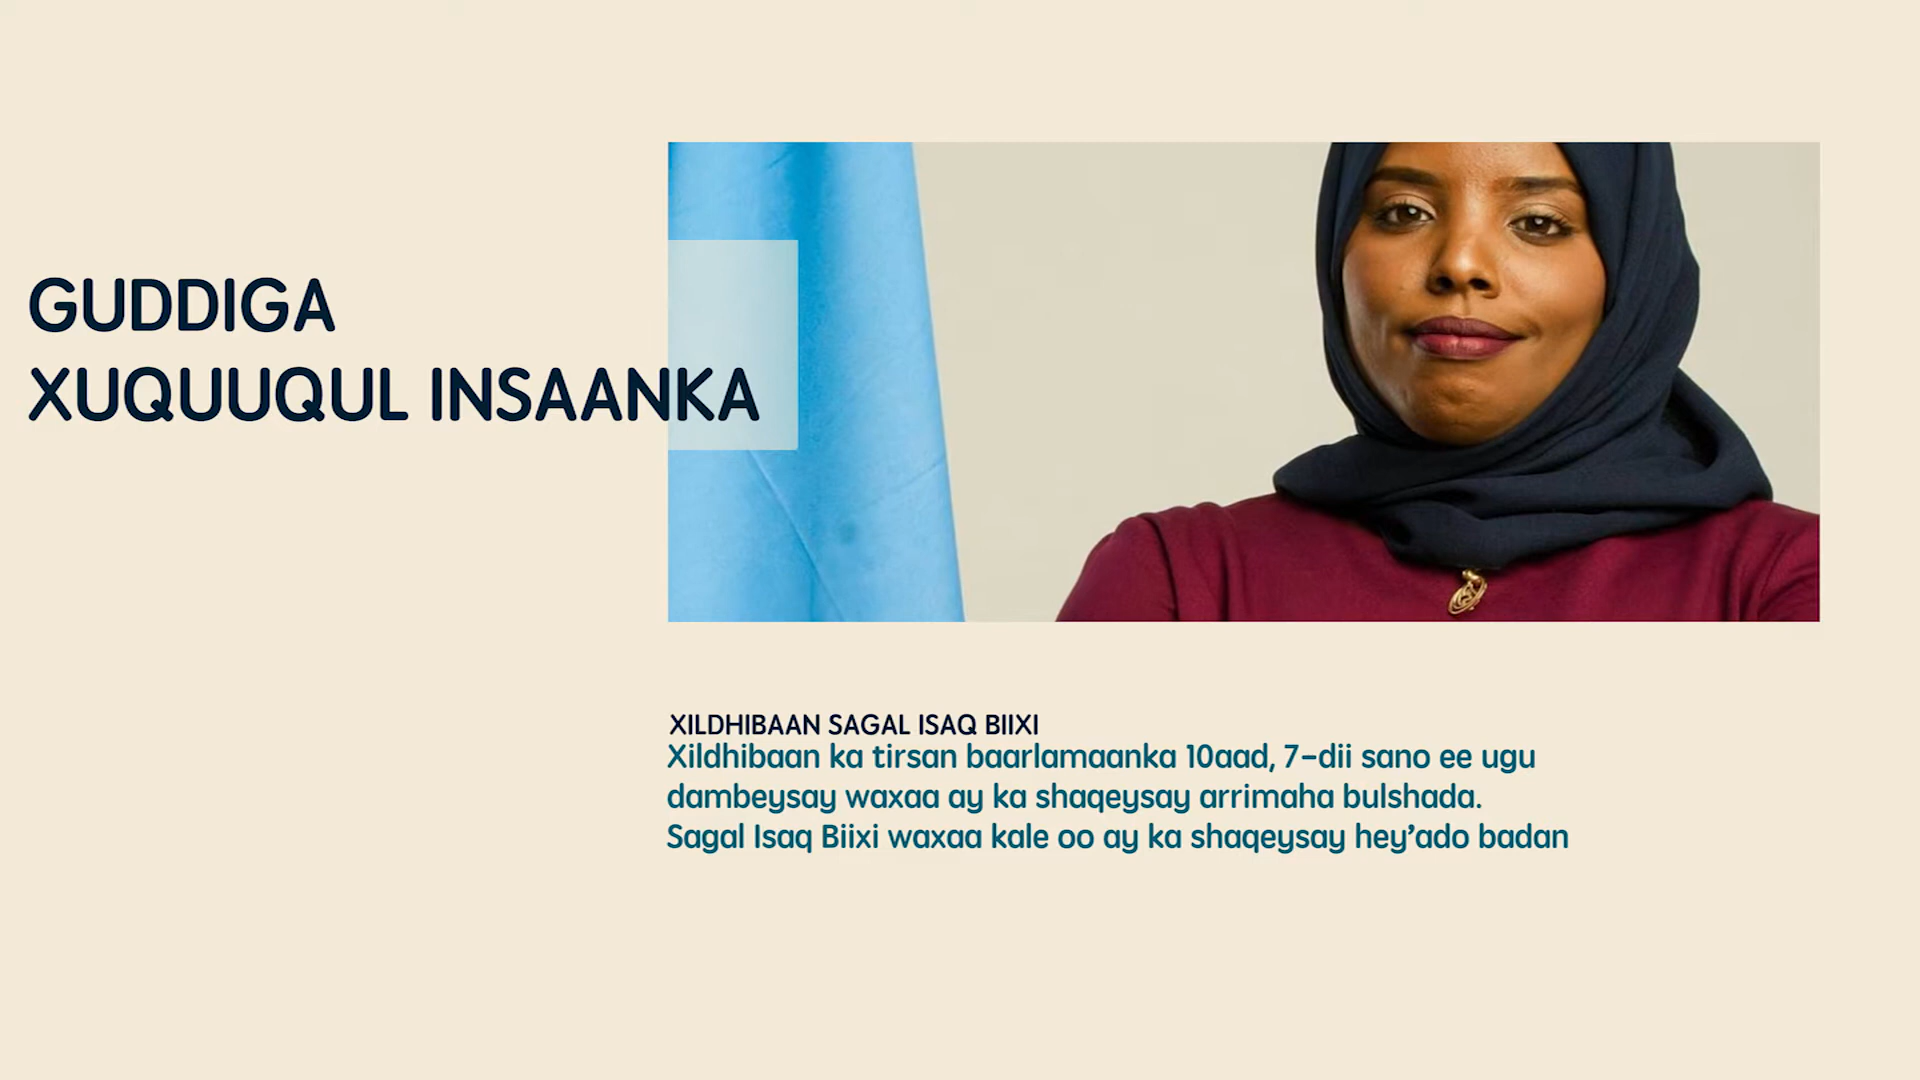 GUDDIGA
XUQUUQUL INSAANKA
XILDHIBAAN SAGAL ISAQ BIIXI
Xildhibaan ka tirsan baarlamaanka 10aad, 7-dii sano ee ugu
dambeysay waxaa ay ka shaqeysay arrimaha bulshada.
Sagal Isaq Biixi waxaa kale oo ay ka shaqeysay hey’ado badan